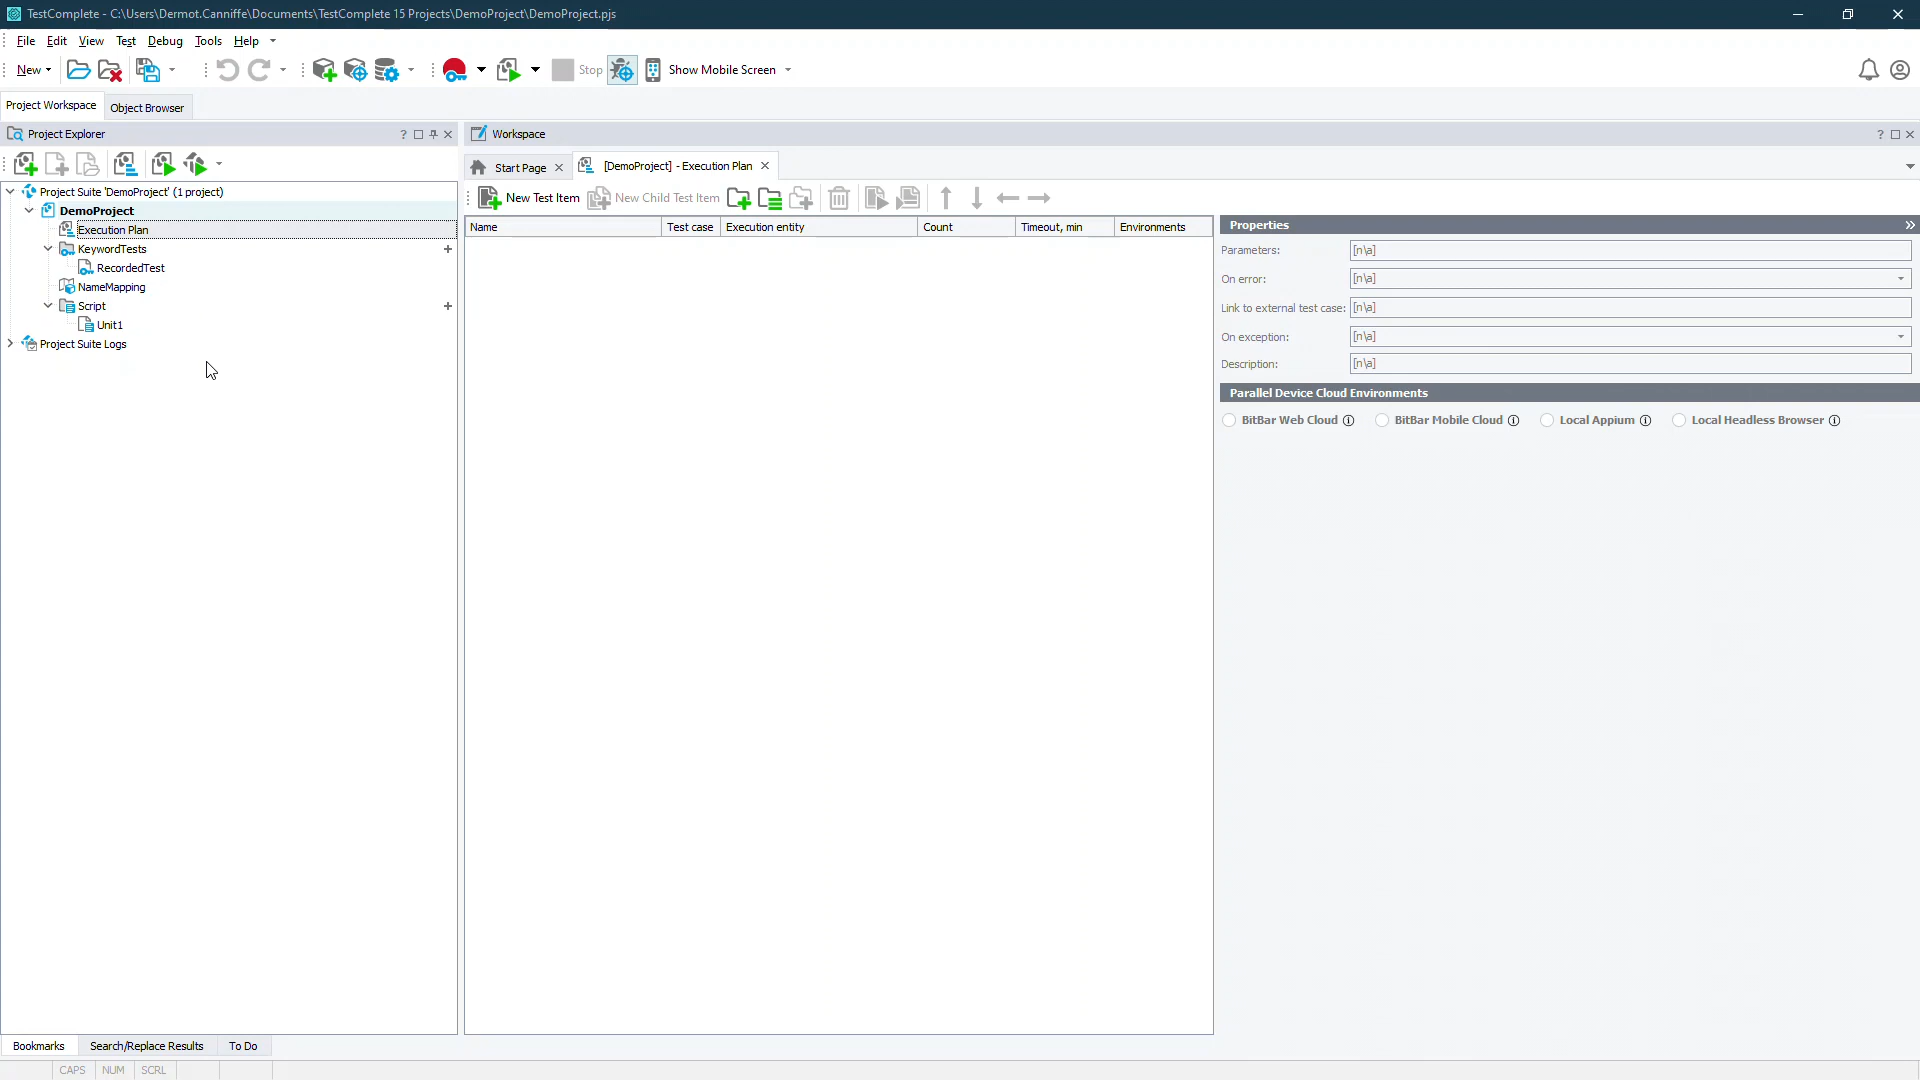 TestComplete - C:\Users\Dermot.Canniffe\Documents\TestComplete 15 Projects\DemoProject\DemoProject.pjs
File Edit View Test Debug Tools Help
New Stop Show Mobile Screen
Project Workspace Object Browser
Project Explorer
Project Suite 'DemoProject' (1 project)
DemoProject
Execution Plan
KeywordTests
RecordedTest
NameMapping
Script
Unit1
Project Suite Logs
Workspace
Start Page [DemoProject] - Execution Plan
New Test Item New Child Test Item
Name Test case Execution entity Count Timeout, min Environments
Properties
Parameters: [n\a]
On error: [n\a]
Link to external test case: [n\a]
On exception: [n\a]
Description: [n\a]
Parallel Device Cloud Environments
BitBar Web Cloud BitBar Mobile Cloud Local Appium Local Headless Browser
Bookmarks Search/Replace Results To Do
CAPS NUM SCRL